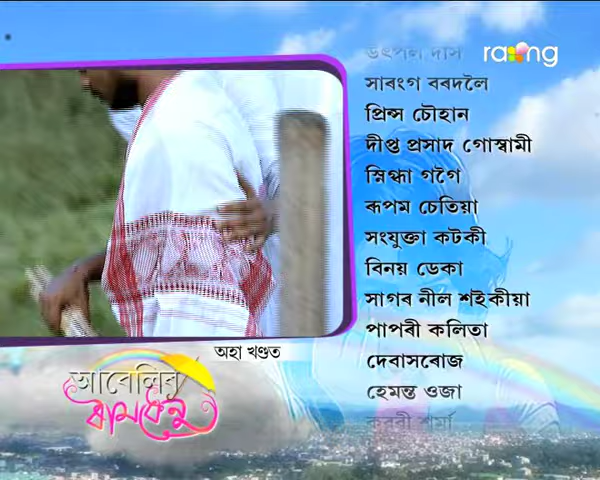 উৎপল দাস
rang
সাৰংগ বৰদলৈ
প্ৰিন্স চৌহান
দীপ্ত প্ৰসাদ গোস্বামী
স্নিগ্ধা গগৈ
ৰূপম চেতিয়া
সংযুক্তা কটকী
বিনয় ডেকা
সাগৰ নীল শইকীয়া
পাপৰী কলিতা
দেবাসৰোজ
হেমন্ত ওজা
অহা খণ্ডত
আবেলিৰ
ৰামধেনু